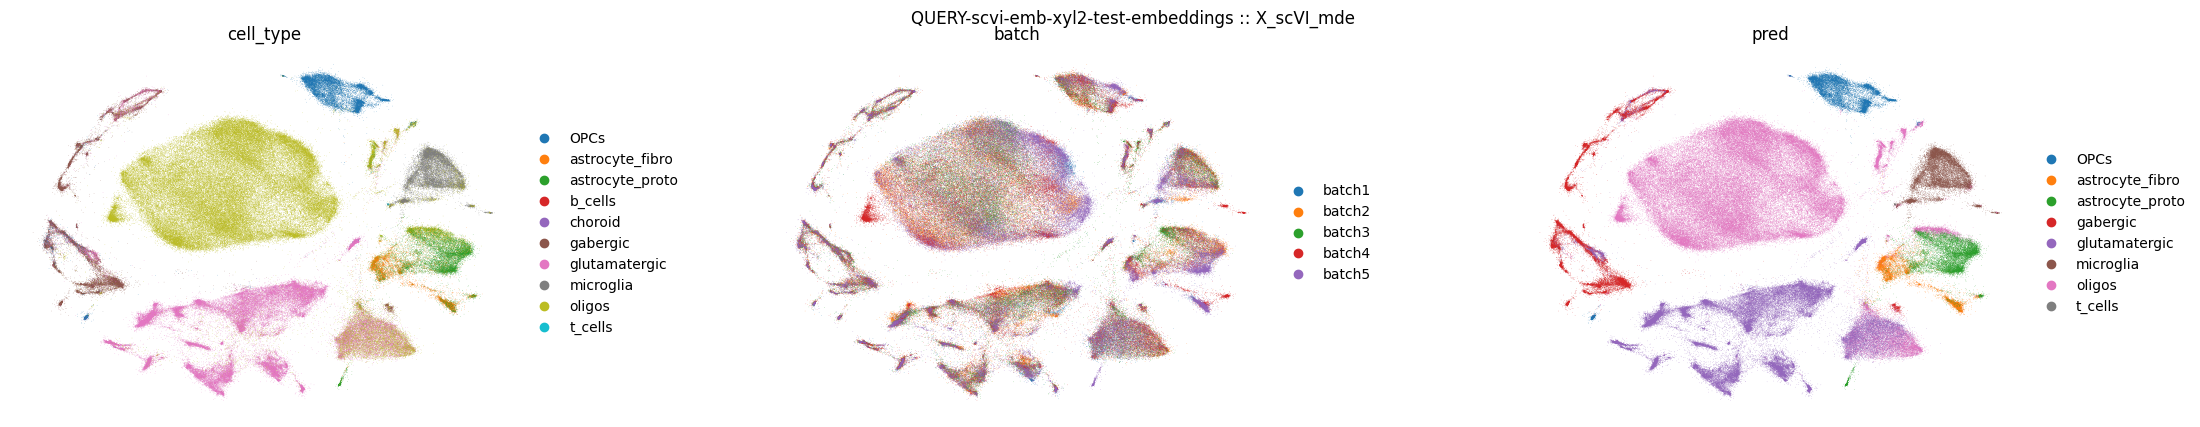 QUERY-scvi-emb-xyl2-test-embeddings :: X_scVI_mde
cell_type
OPCs
astrocyte_fibro
astrocyte_proto
b_cells
choroid
gabergic
glutamatergic
microglia
oligos
t_cells
batch
batch1
batch2
batch3
batch4
batch5
pred
OPCs
astrocyte_fibro
astrocyte_proto
gabergic
glutamatergic
microglia
oligos
t_cells